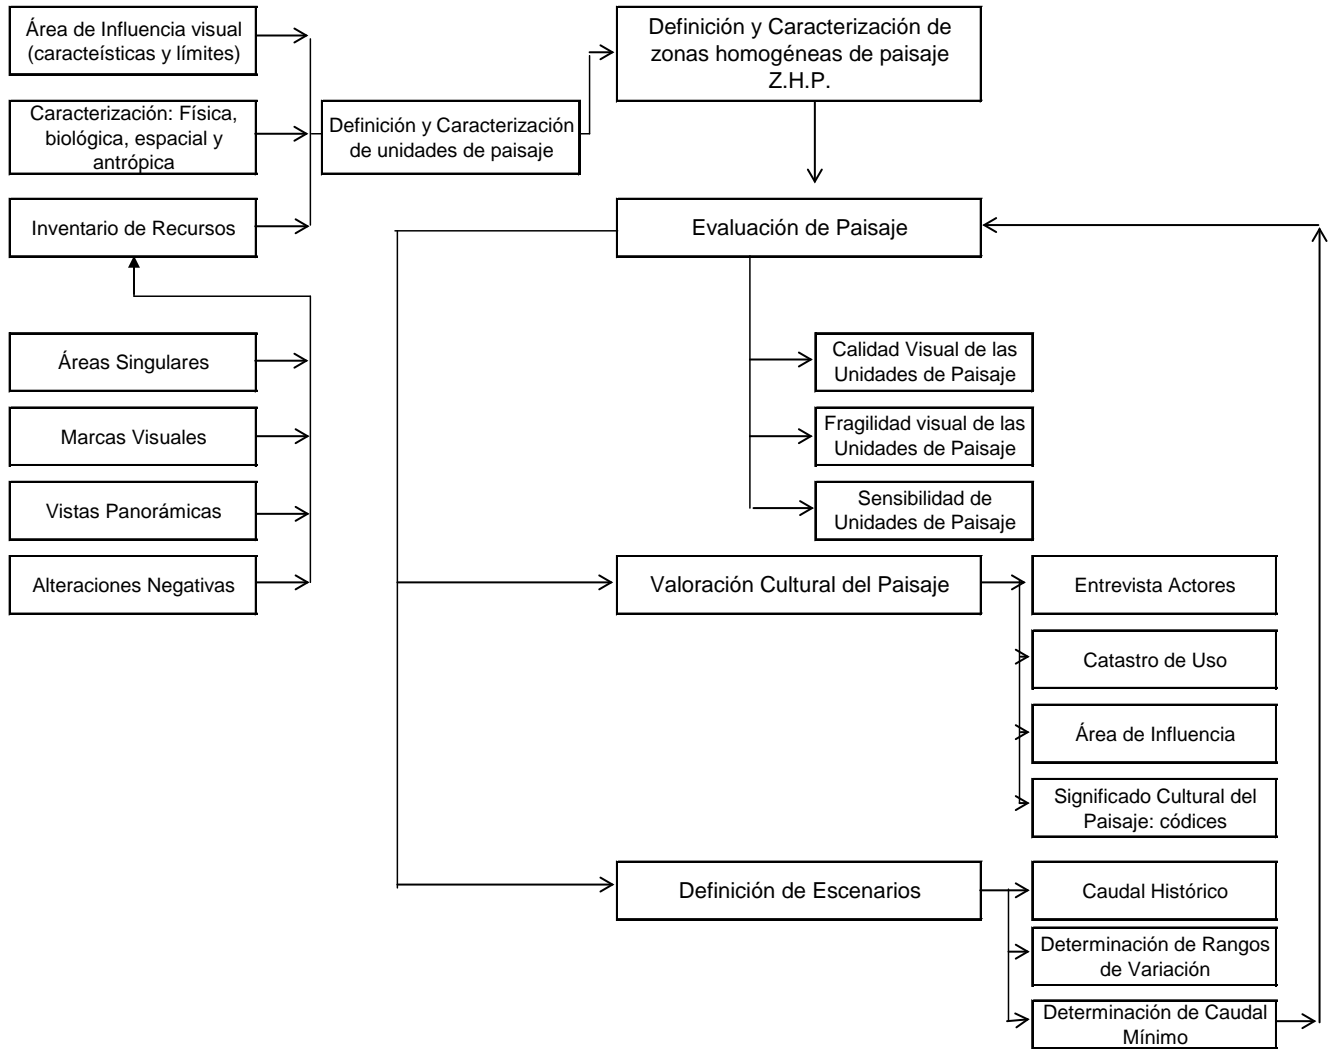 Área de Influencia visual
(caracteísticas y límites)
Caracterización: Física,
biológica, espacial y
antrópica
Inventario de Recursos
Áreas Singulares
Marcas Visuales
Vistas Panorámicas
Alteraciones Negativas
Definición y Caracterización
de unidades de paisaje
Definición y Caracterización de
zonas homogéneas de paisaje
Z.H.P.
Evaluación de Paisaje
Calidad Visual de las
Unidades de Paisaje
Fragilidad visual de las
Unidades de Paisaje
Sensibilidad de
Unidades de Paisaje
Valoración Cultural del Paisaje
Entrevista Actores
Catastro de Uso
Área de Influencia
Significado Cultural del
Paisaje: códices
Definición de Escenarios
Caudal Histórico
Determinación de Rangos
de Variación
Determinación de Caudal
Mínimo